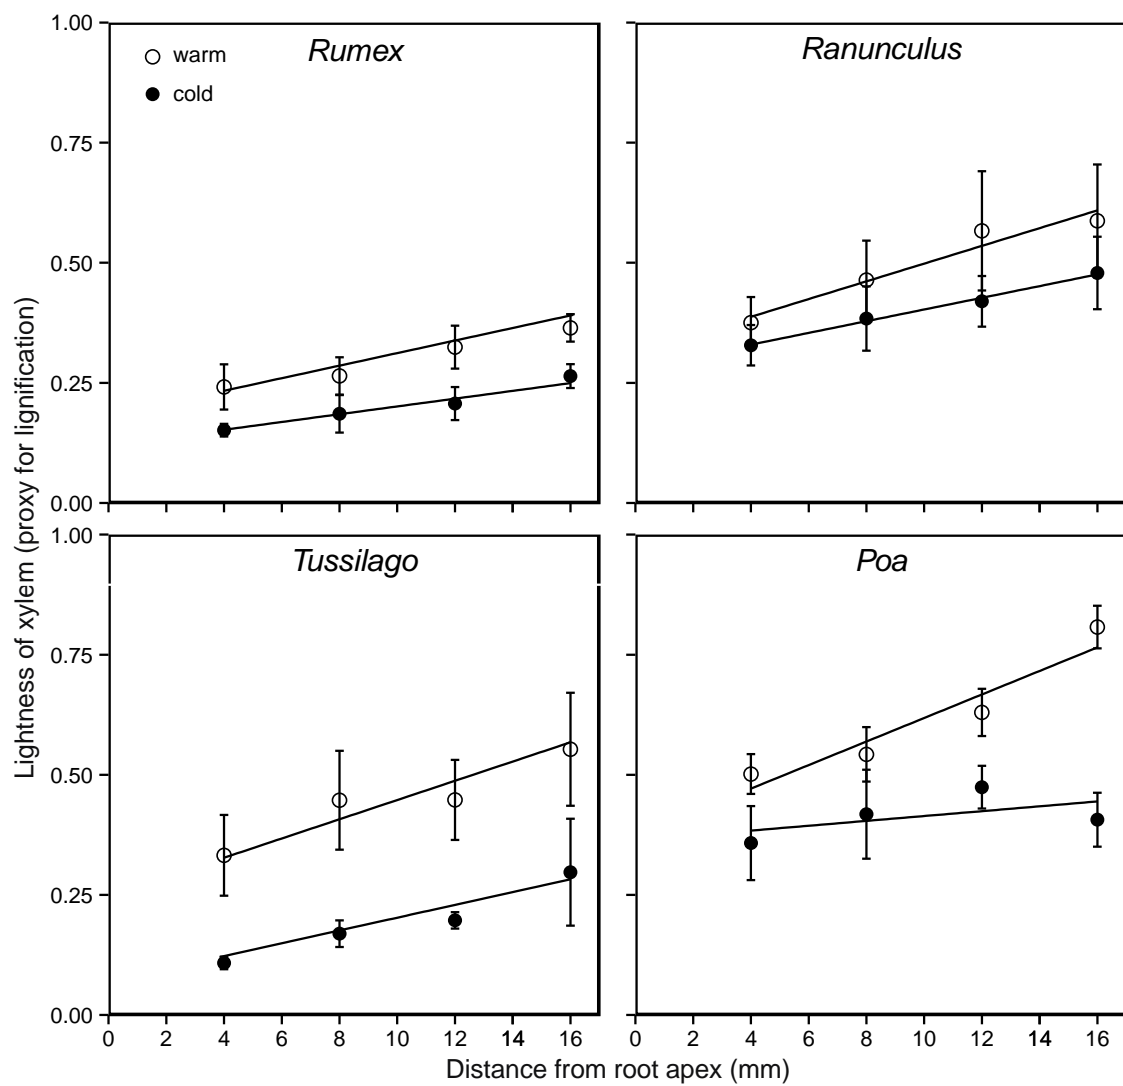 1.00
Rumex
warm
cold
0.75
0.50
0.25
0.00
Ranunculus
1.00
Tussilago
0.75
0.50
0.25
0.00
0 2 4 6 8 10 12 14 16
Poa
0 2 4 6 8 10 12 14 16
Lightness of xylem (proxy for lignification)
Distance from root apex (mm)